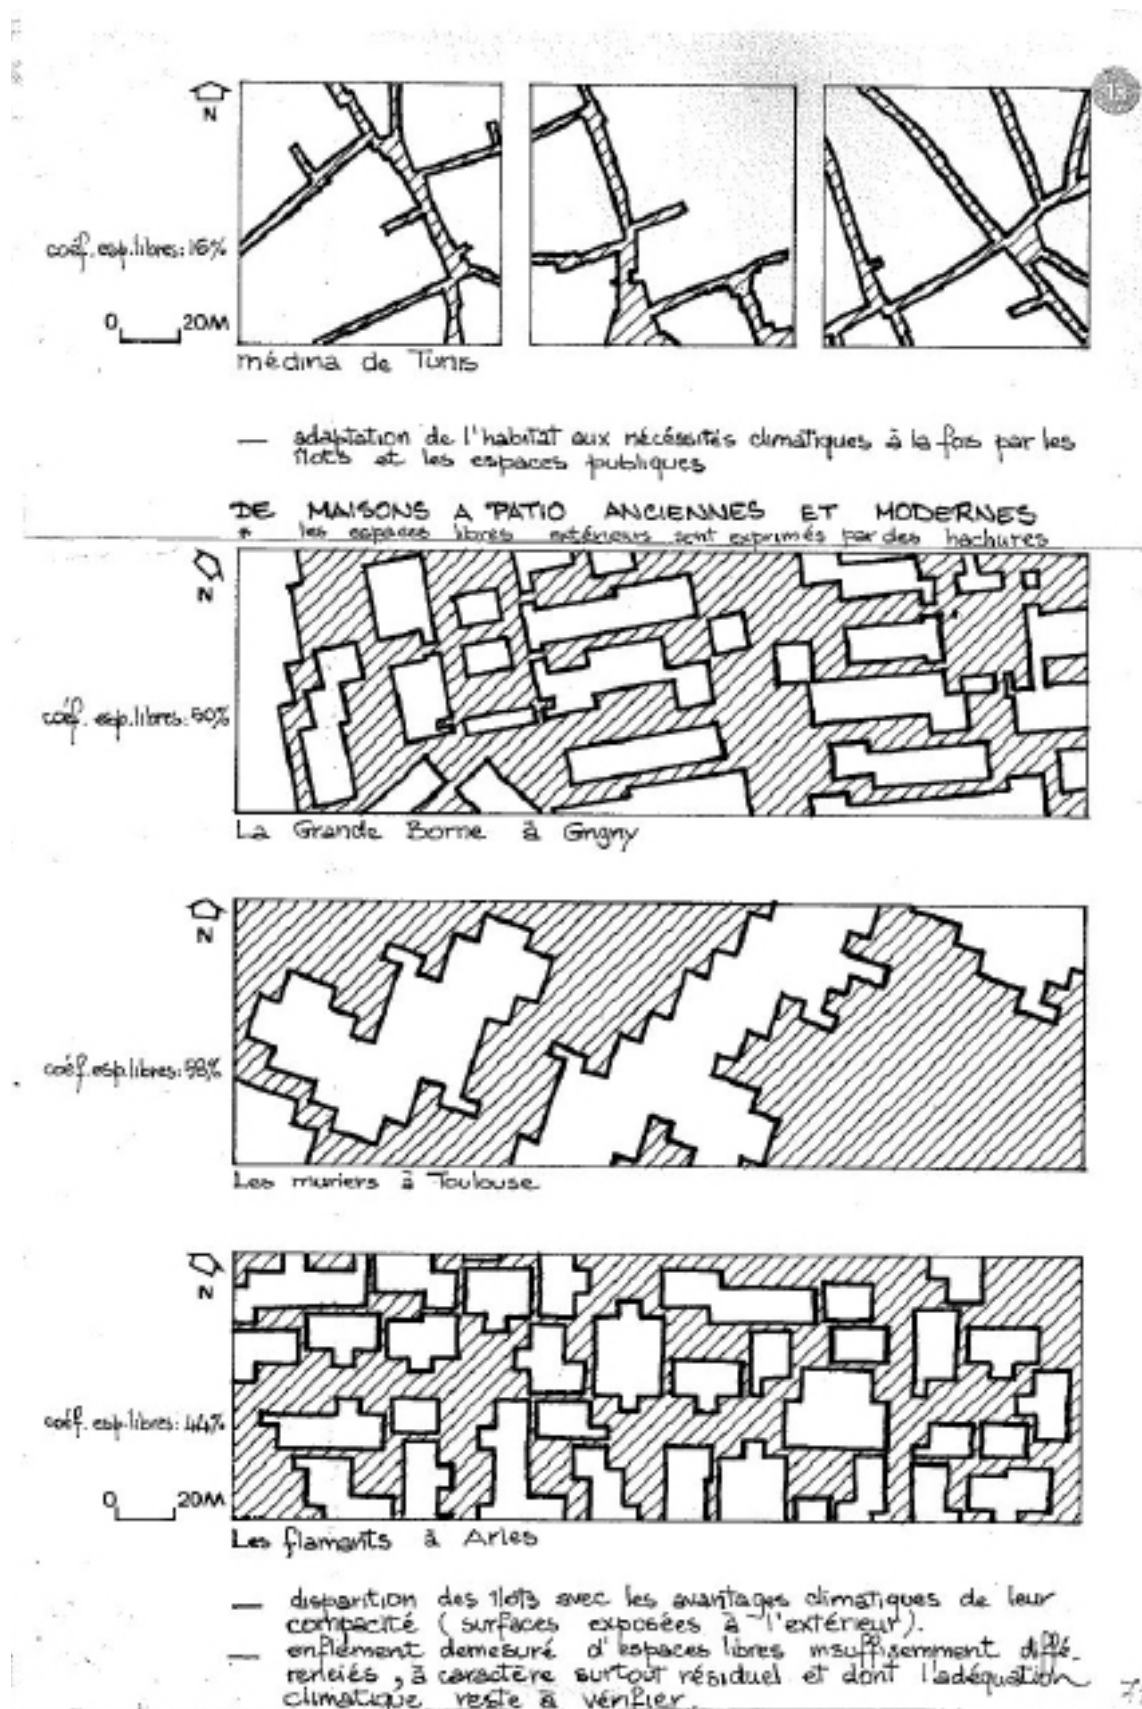 13
N
coéf. esp. libres: 16%
0 20M
médina de Tunis
— adaptation de l'habitat aux nécéssités climatiques à la fois par les
îlots et les espaces publiques
DE MAISONS A PATIO ANCIENNES ET MODERNES
* les espaces libres extérieurs sont exprimés par des hachures
N
coéf. esp. libres: 50%
La Grande Borne à Grigny
N
coéf. esp. libres: 58%
Les muriers à Toulouse
N
coéf. esp. libres: 44%
0 20M
Les flamants à Arles
— disparition des îlots avec les avantages climatiques de leur
compacité (surfaces exposées à l'extérieur).
— enflement demesuré d'espaces libres insuffisemment diffé-
renciés, à caractère surtout résiduel et dont l'adéquation
climatique reste à vérifier.